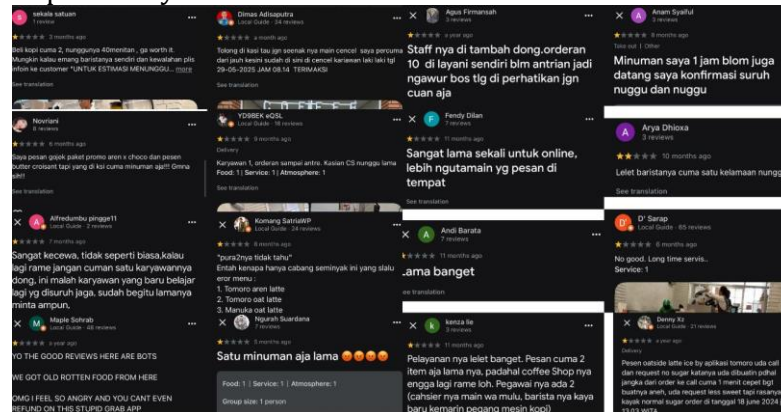 sekala satuan
1 review
3 months ago
Beli kopi cuma 2, nunggunya 40menitan , ga worth it.
Mungkin kalau emang baristanya sendiri dan kewalahan plis
infoin ke customer "UNTUK ESTIMASI MENUNGGU... more
See translation
Novriani
8 reviews
6 months ago
Saya pesan gojek paket promo aren x choco dan pesen
butter croisant tapi yang di ksi cuma minuman aja!!! Gmna
sih!!
See translation
Alfredumbu pingge11
Local Guide · 2 reviews
7 months ago
Sangat kecewa, tidak seperti biasa,kalau
lagi rame jangan cuman satu karyawannya
dong, ini malah karyawan yang baru belajar
lagi yg disuruh jaga, sudah begitu lamanya
minta ampun,
Maple Sohrab
Local Guide · 46 reviews
a year ago
YO THE GOOD REVIEWS HERE ARE BOTS
WE GOT OLD ROTTEN FOOD FROM HERE
OMG I FEEL SO ANGRY AND YOU CANT EVEN
REFUND ON THIS STUPID GRAB APP
Dimas Adisaputra
Local Guide · 34 reviews
a month ago
Tolong di kasi tau jgn seenak nya main cencel saya percuma
dari jauh kesini sudah di sini di cencel kariawan laki laki tgl
29-05-2025 JAM 08.14 TERIMAKSI
See translation
YD9BEK eQSL
Local Guide · 18 reviews
9 months ago
Delivery
Karyawan 1, orderan sampai antre. Kasian CS nunggu lama
Food: 1 | Service: 1 | Atmosphere: 1
See translation
Komang SatriaWP
Local Guide · 24 reviews
6 months ago
"pura2nya tidak tahu"
Entah kenapa hanya cabang seminyak ini yang slalu
eror menu :
1. Tomoro aren latte
2. Tomoro oat latte
3. Manuka oat latte
Ngurah Suardana
7 reviews
5 months ago
Satu minuman aja lama 😡😡😡😡
Food: 1 | Service: 1 | Atmosphere: 1
Group size: 1 person
Agus Firmansah
3 reviews
a year ago
Staff nya di tambah dong.orderan
10 di layani sendiri blm antrian jadi
ngawur bos tlg di perhatikan jgn
cuan aja
Fendy Dilan
7 reviews
11 months ago
Sangat lama sekali untuk online,
lebih ngutamain yg pesan di
tempat
Andi Barata
7 reviews
11 months ago
Lama banget
See translation
kenza lie
3 reviews
11 months ago
Pelayanan nya lelet banget. Pesan cuma 2
item aja lama nya, padahal coffee Shop nya
engga lagi rame loh. Pegawai nya ada 2
(cahsier nya main wa mulu, barista nya kaya
baru kemarin pegang mesin kopi)
Anam Syaiful
3 reviews
8 months ago
Take out | Other
Minuman saya 1 jam blom juga
datang saya konfirmasi suruh
nuggu dan nuggu
Arya Dhioxa
3 reviews
10 months ago
Lelet baristanya cuma satu kelamaan nungg
See translation
D' Sarap
Local Guide · 65 reviews
6 months ago
No good. Long time servis..
Service: 1
Denny Xz
Local Guide · 21 reviews
a year ago
Delivery
Pesen oatside latte ice by aplikasi tomoro uda call
dan request no sugar katanya uda dibuatin pdhal
jangka dari order ke call cuma 1 menit cepet bgt
buatnya aneh, uda request less sweet tapi rasanya
kayak normal sugar order di tanggal 18 june 2024
13.03 WITA